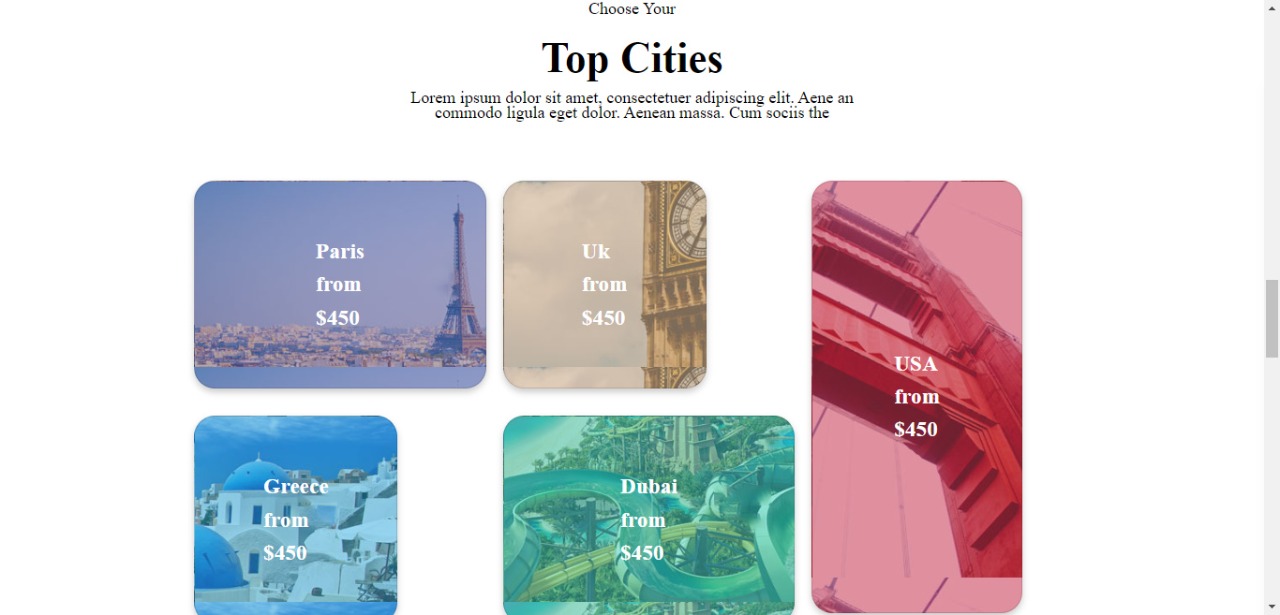 Choose Your
Top Cities
Lorem ipsum dolor sit amet, consectetuer adipiscing elit. Aene an
commodo ligula eget dolor. Aenean massa. Cum sociis the
Paris
from
$450
Uk
from
$450
USA
from
$450
Greece
from
$450
Dubai
from
$450